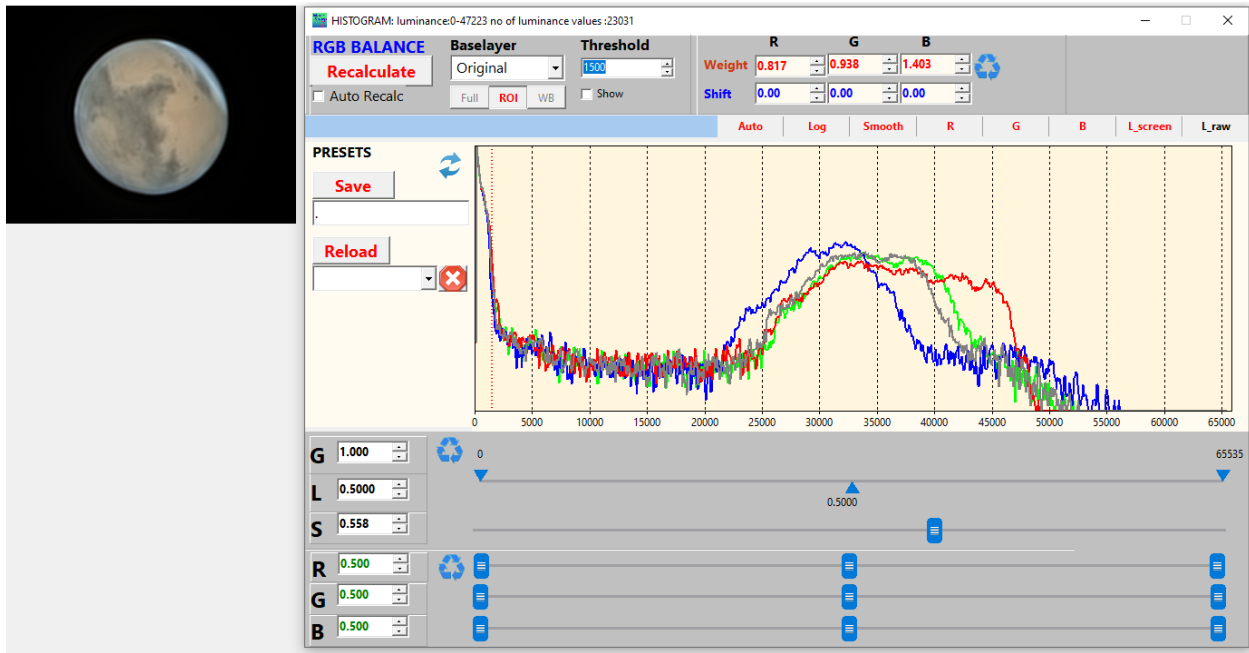 HISTOGRAM: luminance:0-47223 no of luminance values :23031
RGB BALANCE Baselayer Threshold R G B
Recalculate Original 1500 Weight 0.817 0.938 1.403
Auto Recalc Full ROI WB Show Shift 0.00 0.00 0.00
Auto Log Smooth R G B L_screen L_raw
PRESETS
Save
.
Reload
0 5000 10000 15000 20000 25000 30000 35000 40000 45000 50000 55000 60000 65000
G 1.000 0 65535
L 0.5000 0.5000
S 0.558
R 0.500
G 0.500
B 0.500